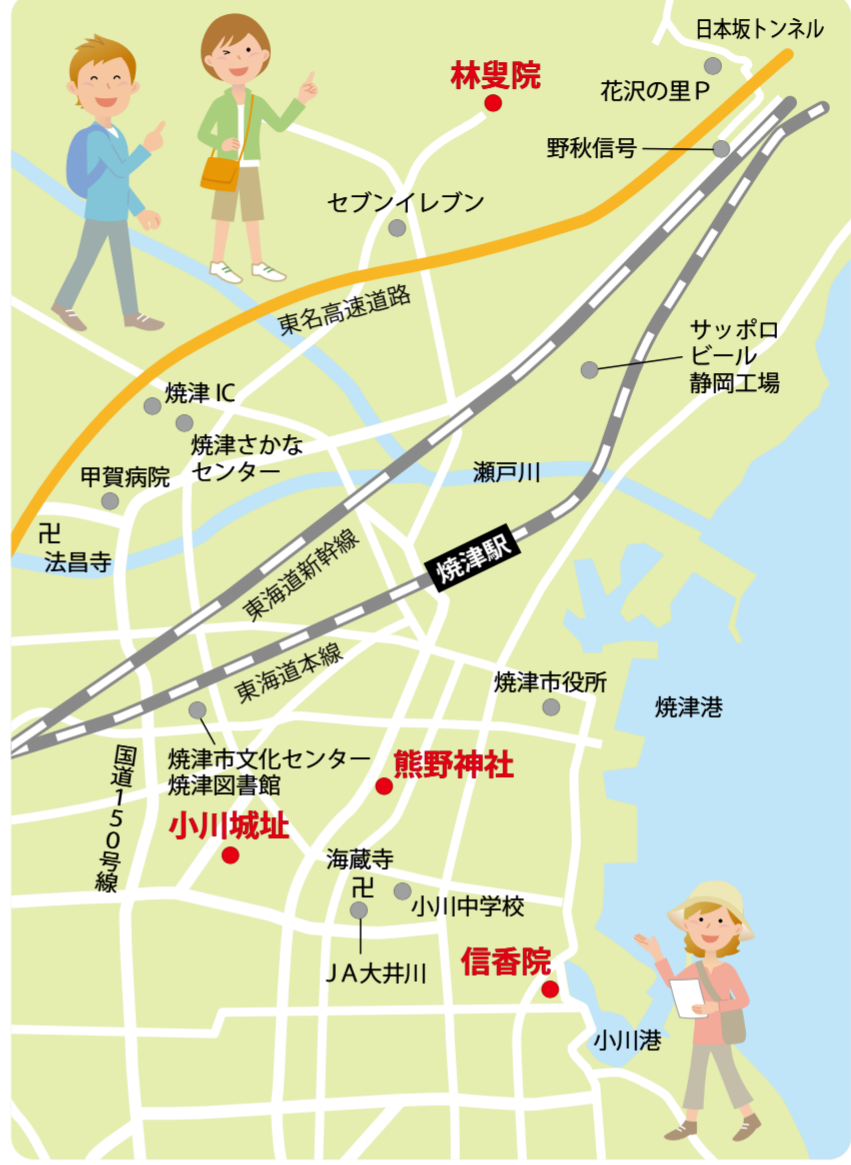 日本坂トンネル
林叟院
花沢の里P
野秋信号
セブンイレブン
東名高速道路
サッポロ
ビール
静岡工場
焼津IC
焼津さかな
センター
甲賀病院
瀬戸川
卍
法昌寺
焼津駅
東海道新幹線
東海道本線
焼津市役所
焼津港
国道150号線
焼津市文化センター
焼津図書館
熊野神社
小川城址
海蔵寺
卍
小川中学校
信香院
JA大井川
小川港